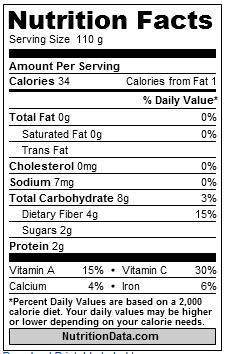 Nutrition Facts
Serving Size 110 g
Amount Per Serving
Calories 34 Calories from Fat 1
% Daily Value*
Total Fat 0g 0%
Saturated Fat 0g 0%
Trans Fat
Cholesterol 0mg 0%
Sodium 7mg 0%
Total Carbohydrate 8g 3%
Dietary Fiber 4g 15%
Sugars 2g
Protein 2g
Vitamin A 15% • Vitamin C 30%
Calcium 4% • Iron 6%
*Percent Daily Values are based on a 2,000
calorie diet. Your daily values may be higher
or lower depending on your calorie needs.
NutritionData.com